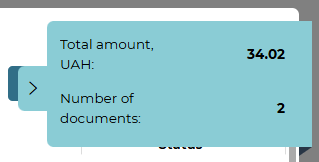 Total amount,
UAH:
34.02
Number of
documents:
2